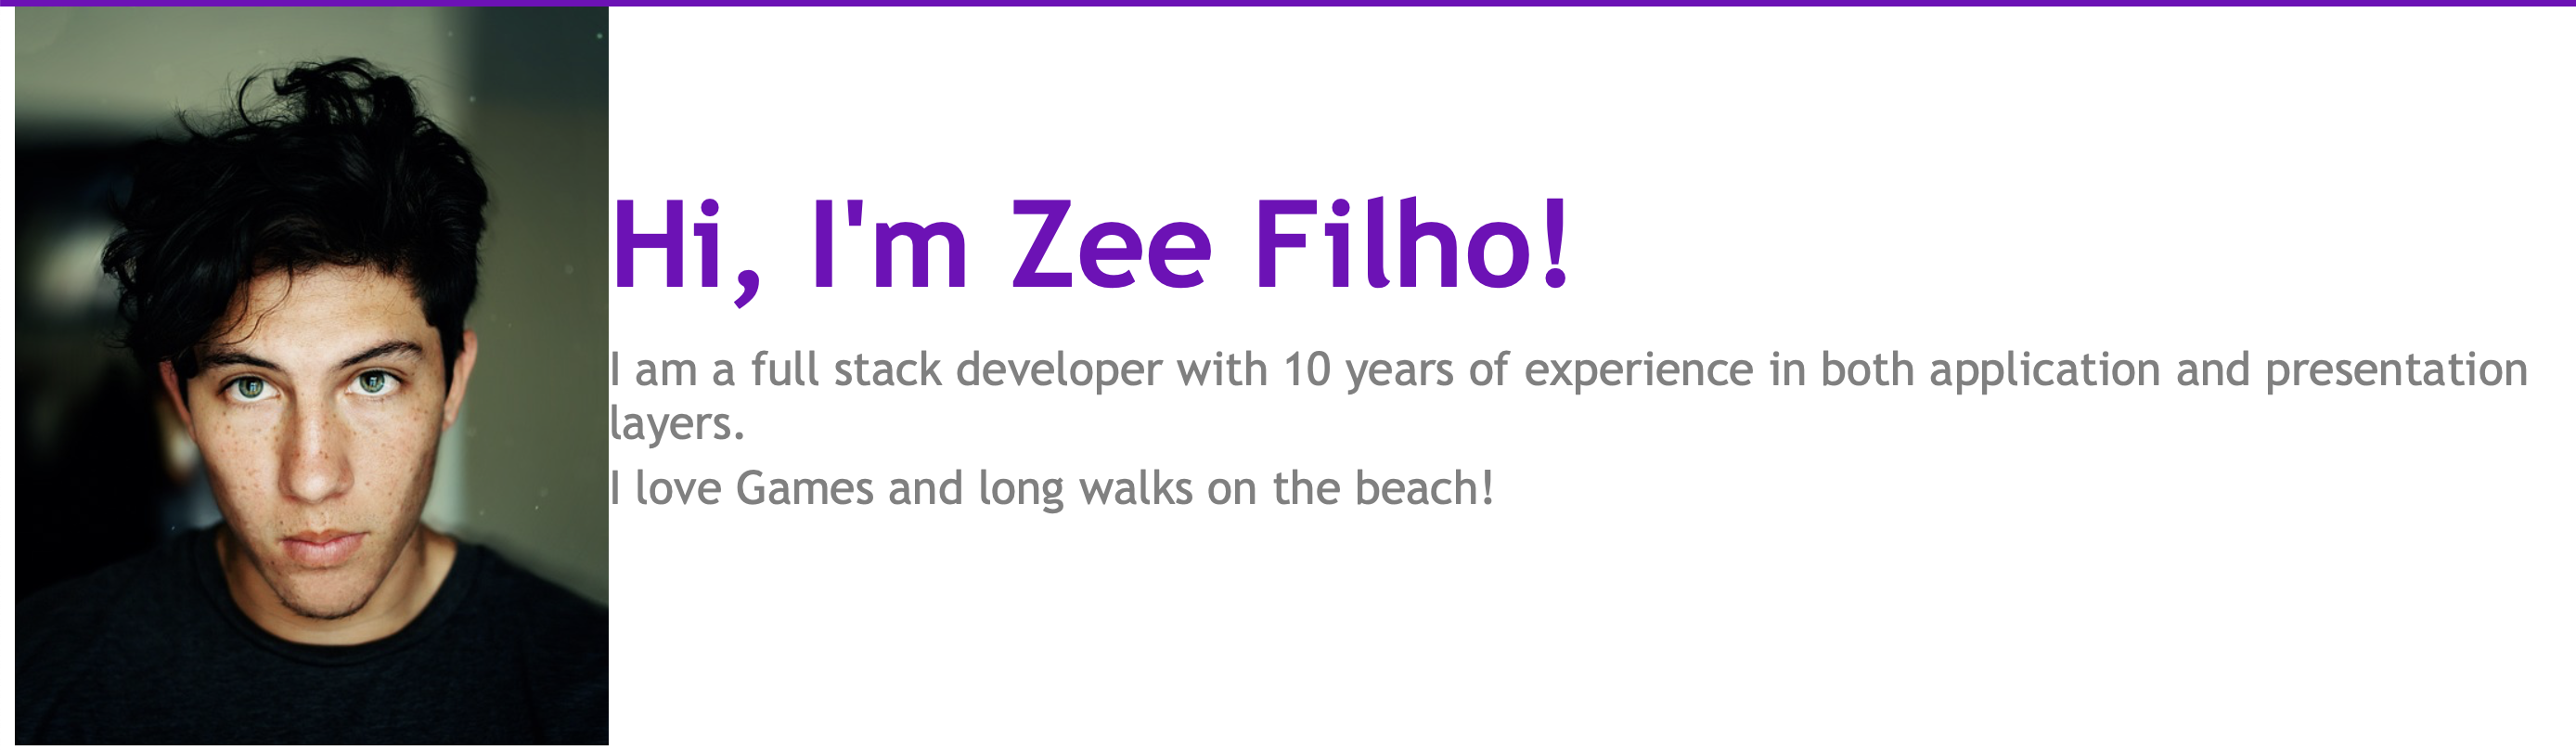 Hi, I'm Zee Filho!
I am a full stack developer with 10 years of experience in both application and presentation
layers.
I love Games and long walks on the beach!